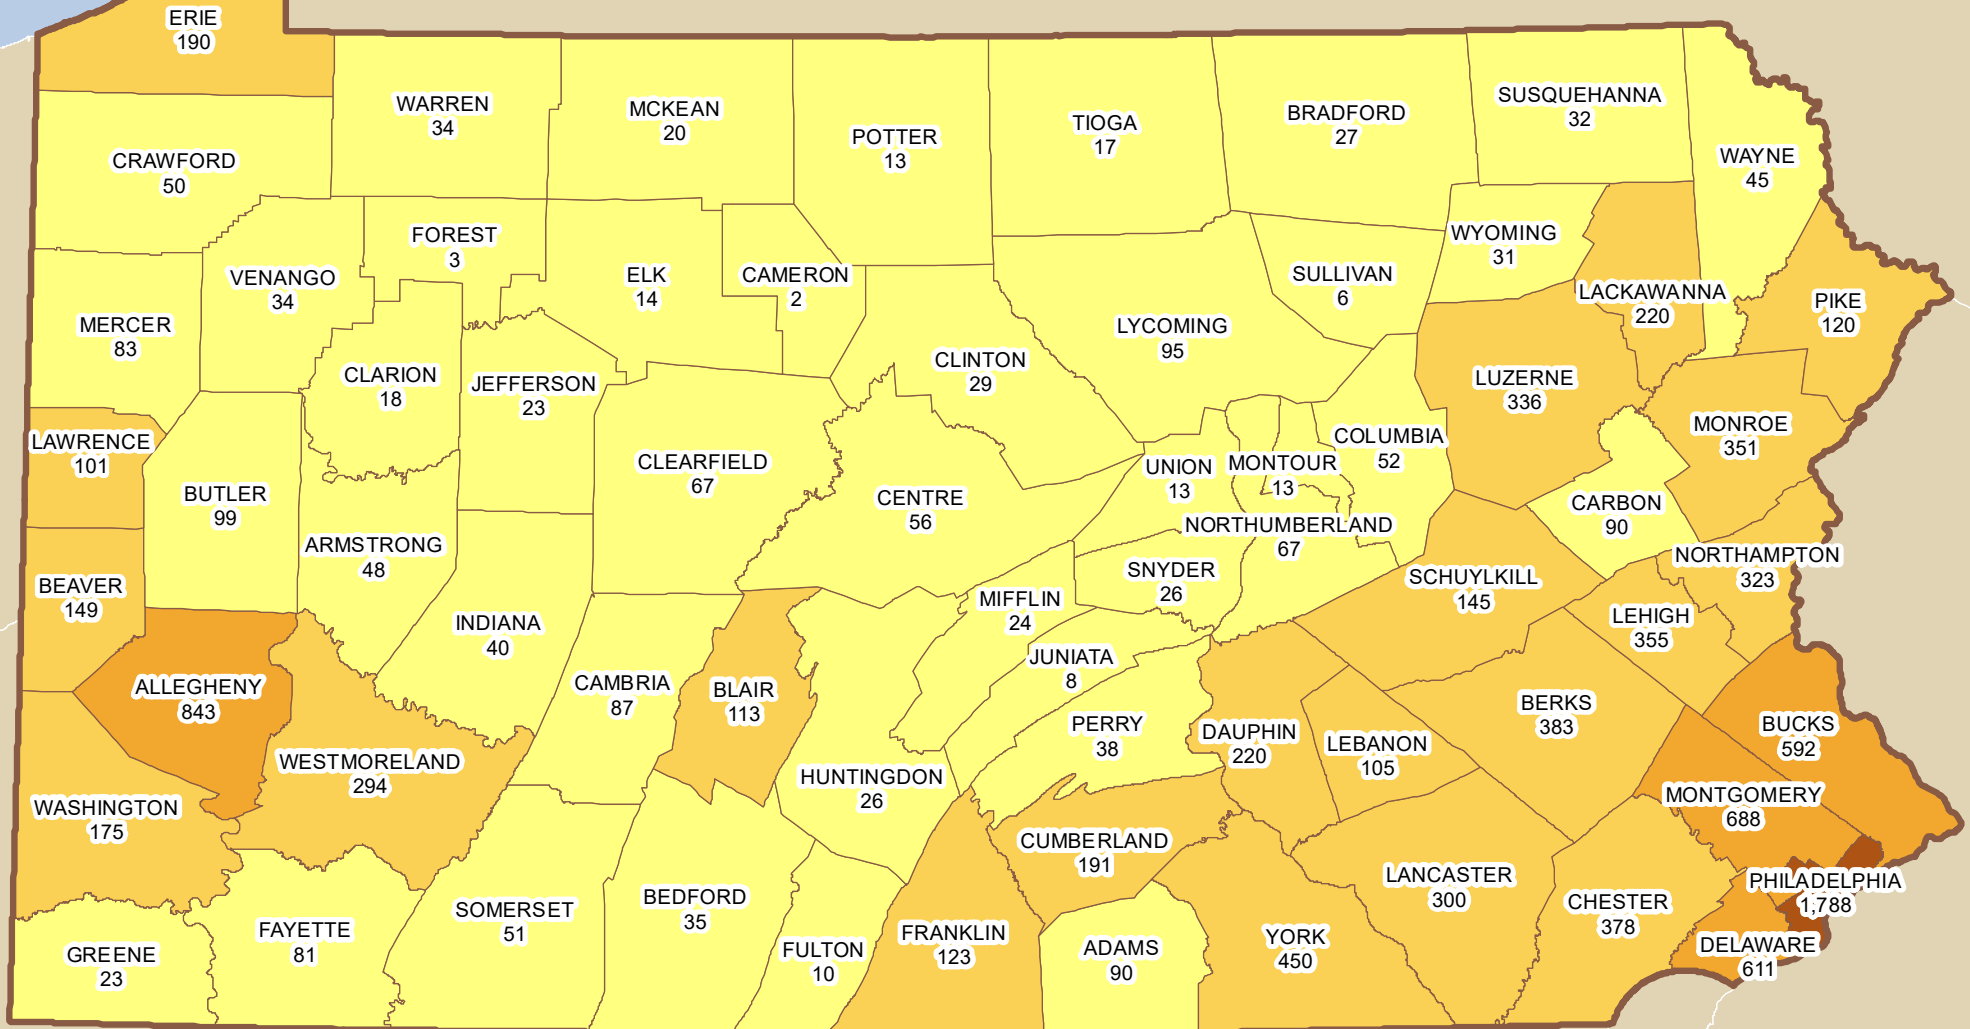 ERIE
190
WARREN
34
MCKEAN
20
POTTER
13
TIOGA
17
BRADFORD
27
SUSQUEHANNA
32
WAYNE
45
CRAWFORD
50
FOREST
3
VENANGO
34
ELK
14
CAMERON
2
SULLIVAN
6
WYOMING
31
LACKAWANNA
220
PIKE
120
MERCER
83
CLARION
18
JEFFERSON
23
CLINTON
29
LYCOMING
95
LUZERNE
336
MONROE
351
LAWRENCE
101
BUTLER
99
CLEARFIELD
67
CENTRE
56
UNION
13
MONTOUR
13
COLUMBIA
52
CARBON
90
ARMSTRONG
48
NORTHUMBERLAND
67
NORTHAMPTON
323
BEAVER
149
INDIANA
40
MIFFLIN
24
SNYDER
26
SCHUYLKILL
145
LEHIGH
355
ALLEGHENY
843
CAMBRIA
87
BLAIR
113
JUNIATA
8
PERRY
38
DAUPHIN
220
LEBANON
105
BERKS
383
BUCKS
592
WASHINGTON
175
WESTMORELAND
294
HUNTINGDON
26
CUMBERLAND
191
MONTGOMERY
688
GREENE
23
FAYETTE
81
SOMERSET
51
BEDFORD
35
FULTON
10
FRANKLIN
123
ADAMS
90
YORK
450
LANCASTER
300
CHESTER
378
PHILADELPHIA
1,788
DELAWARE
611